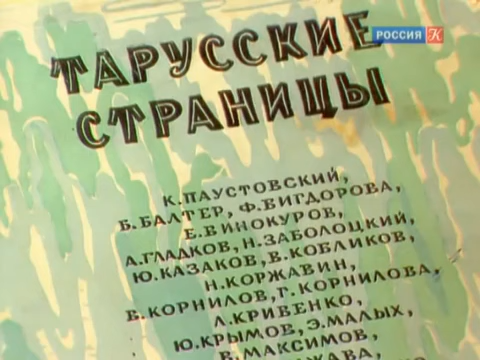 РОССИЯ К
ТАРУССКИЕ
СТРАНИЦЫ
К. ПАУСТОВСКИЙ,
Б. БАЛТЕР, Ф. ВИГДОРОВА,
Е. ВИНОКУРОВ,
А. ГЛАДКОВ, Н. ЗАБОЛОЦКИЙ,
Ю. КАЗАКОВ, В. КОБЛИКОВ,
Н. КОРЖАВИН,
В. КОРНИЛОВ, Г. КОРНИЛОВА,
Л. КРИВЕНКО,
Ю. КРЫМОВ, Э. МАЛЫХ,
В. МАКСИМОВ,